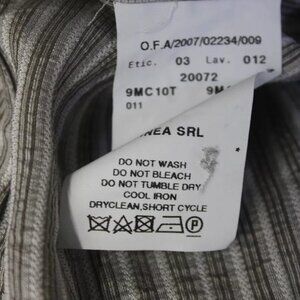 O.F.A/2007/02234/009
Etic. 03 Lav. 012
20072
9MC10T
011
SRL
DO NOT WASH
DO NOT BLEACH
DO NOT TUMBLE DRY
COOL IRON
DRYCLEAN,SHORT CYCLE
P